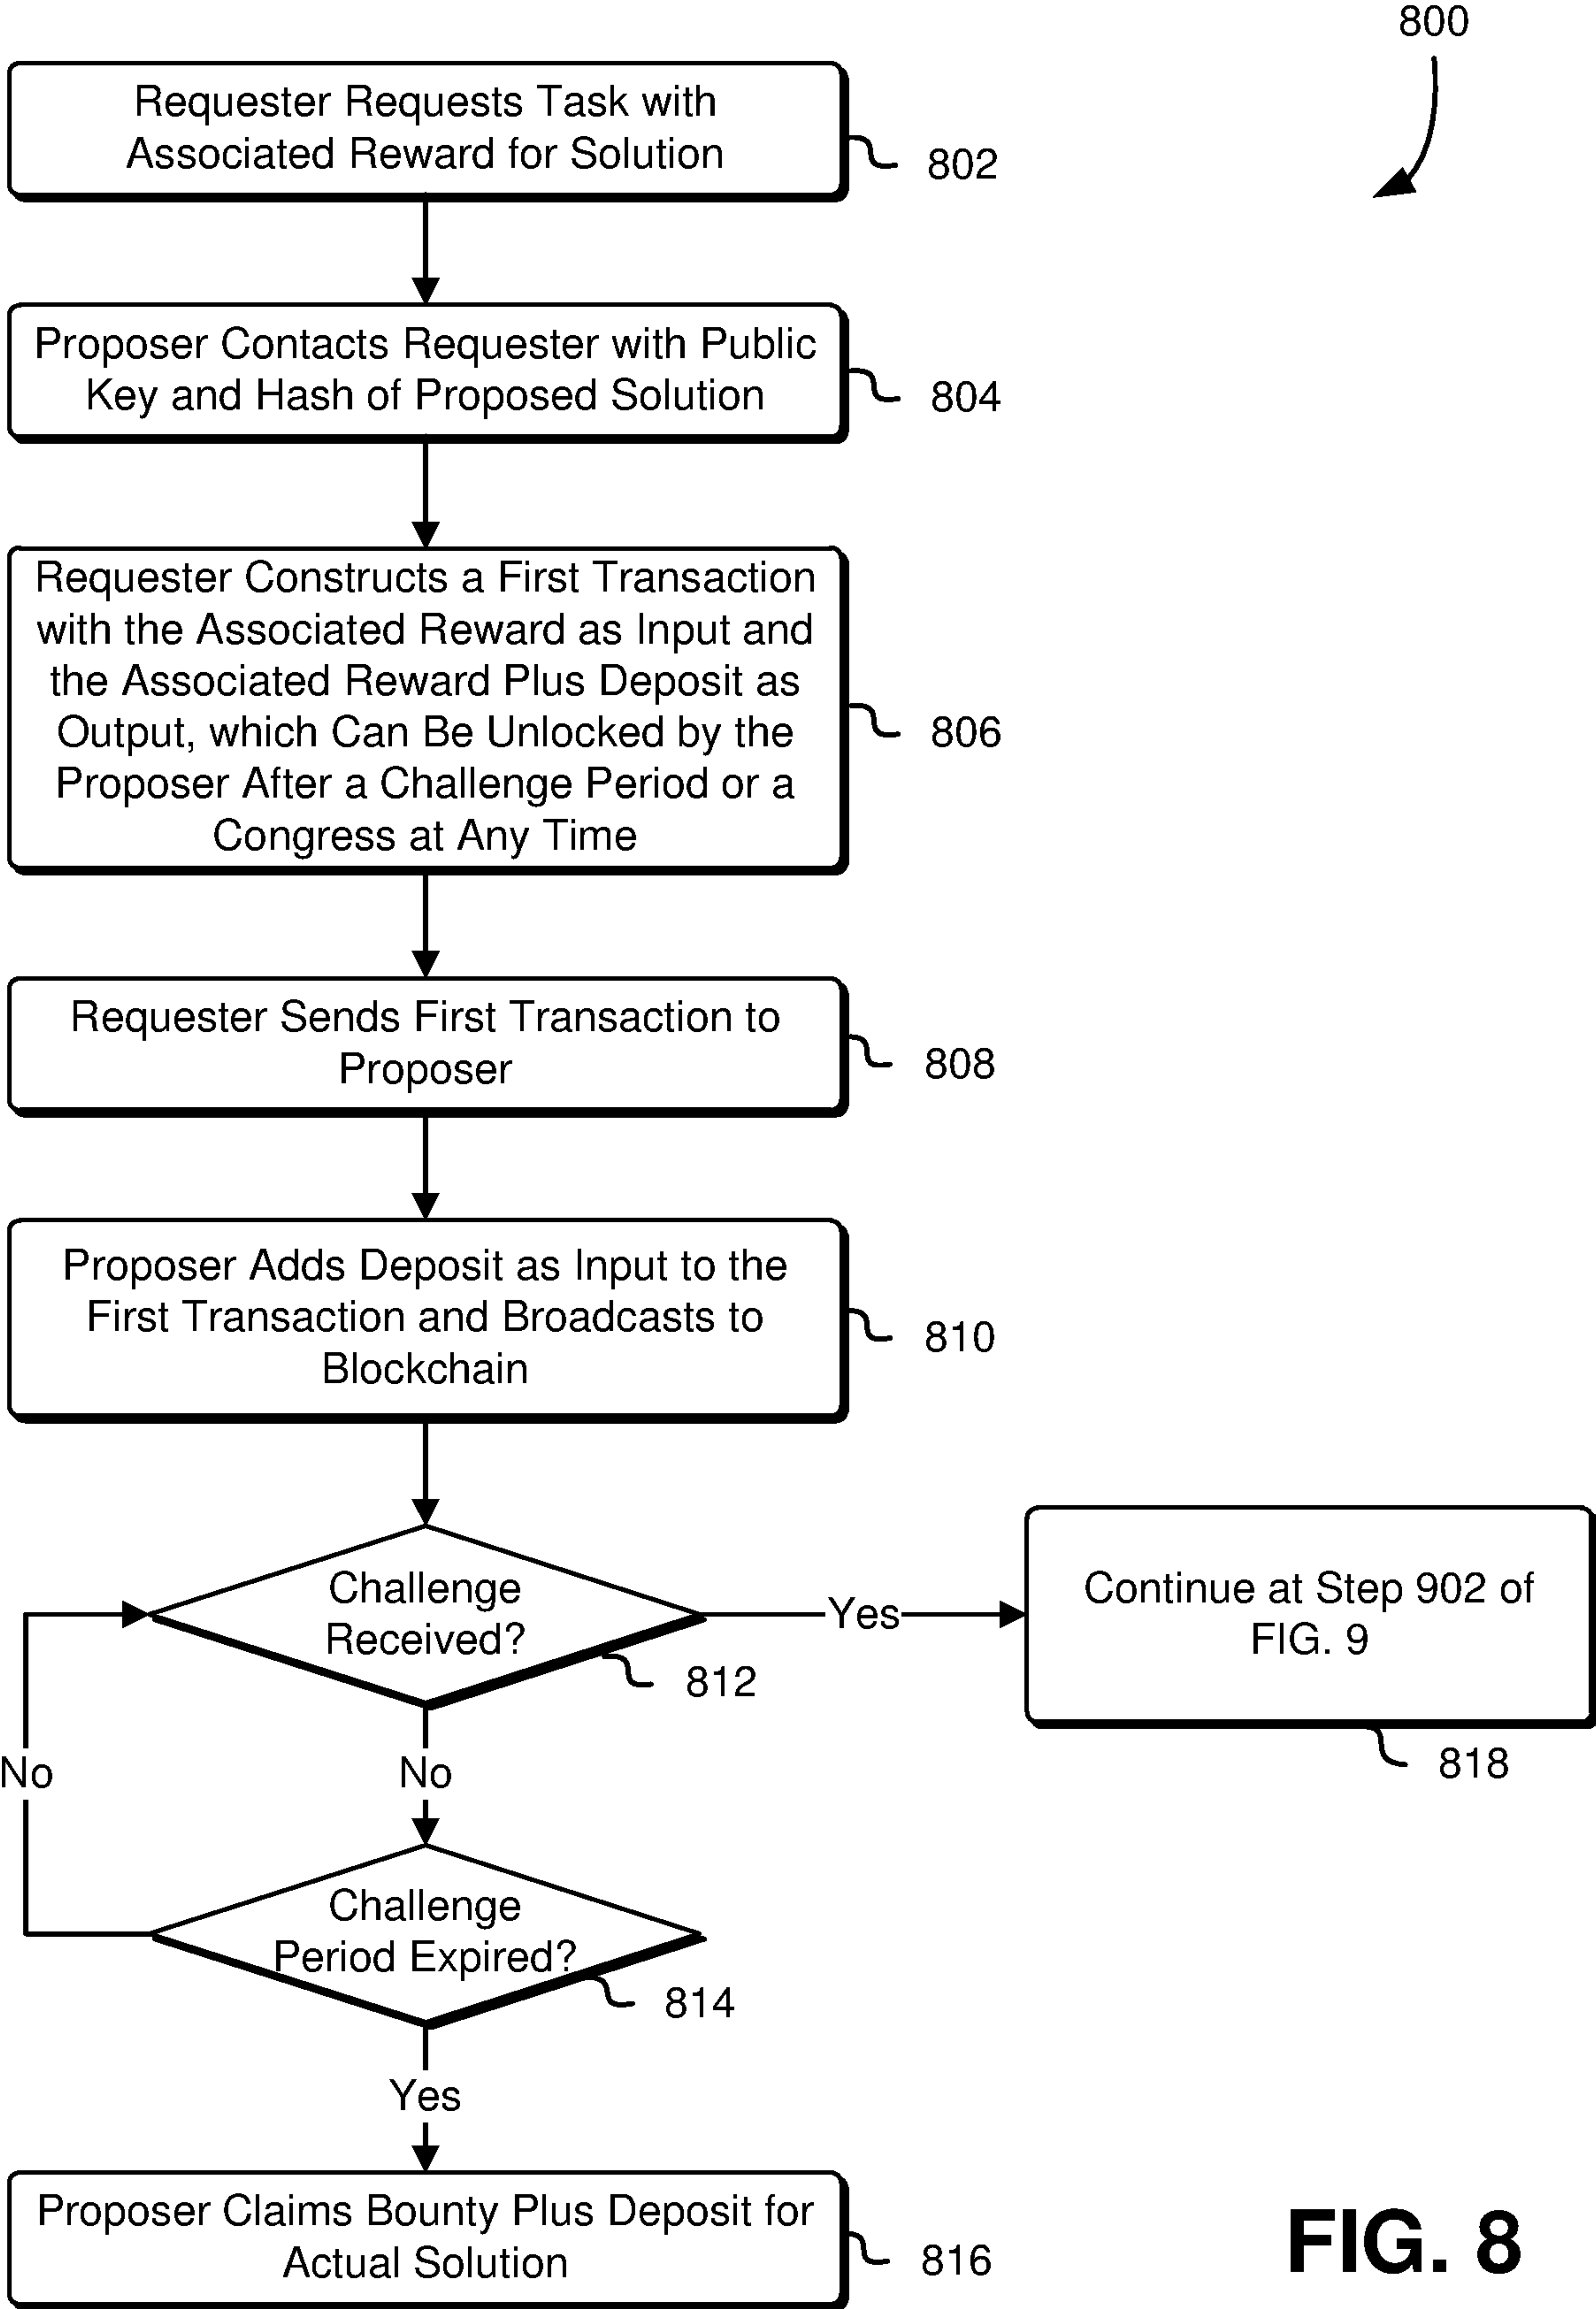 800
Requester Requests Task with
Associated Reward for Solution
802
Proposer Contacts Requester with Public
Key and Hash of Proposed Solution
804
Requester Constructs a First Transaction
with the Associated Reward as Input and
the Associated Reward Plus Deposit as
Output, which Can Be Unlocked by the
Proposer After a Challenge Period or a
Congress at Any Time
806
Requester Sends First Transaction to
Proposer
808
Proposer Adds Deposit as Input to the
First Transaction and Broadcasts to
Blockchain
810
Challenge
Received?
812
Yes
Continue at Step 902 of
FIG. 9
818
No
No
Challenge
Period Expired?
814
Yes
Proposer Claims Bounty Plus Deposit for
Actual Solution
816
FIG. 8